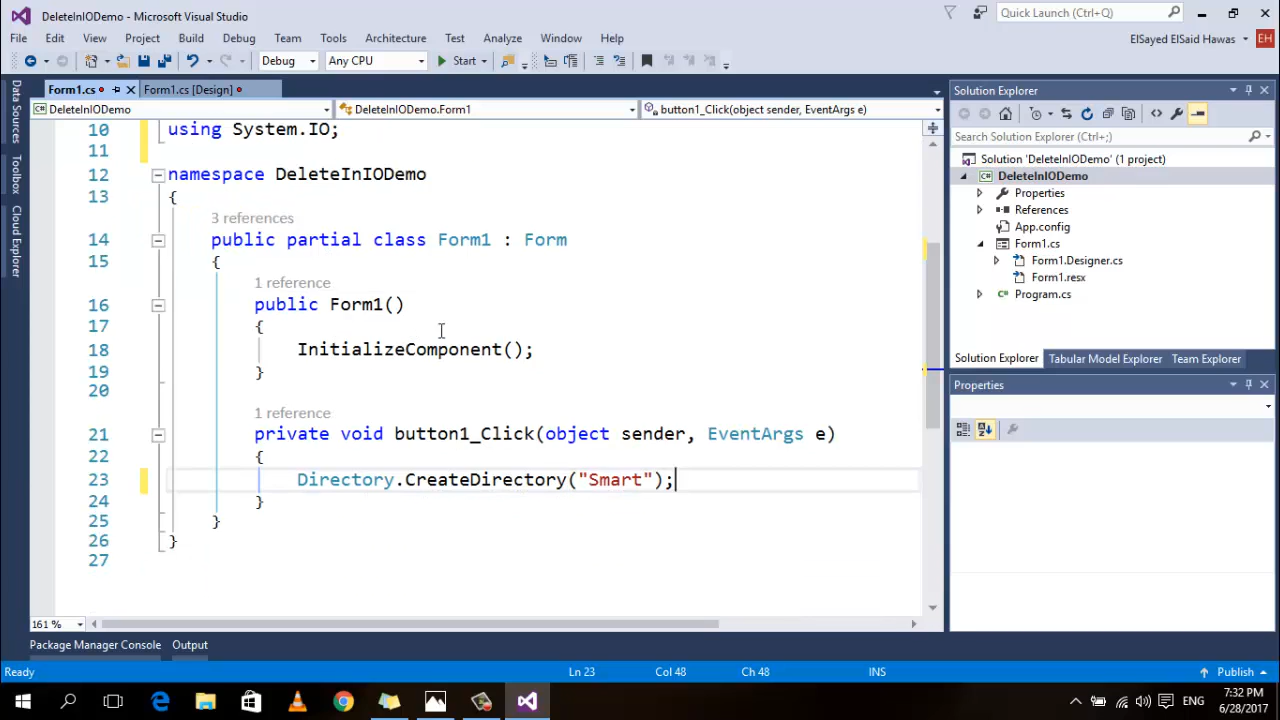 DeleteInIODemo - Microsoft Visual Studio
Quick Launch (Ctrl+Q)
File Edit View Project Build Debug Team Tools Architecture Test Analyze Window Help
ElSayed ElSaid Hawas EH
Debug Any CPU Start
Form1.cs Form1.cs [Design]
DeleteInIODemo DeleteInIODemo.Form1 button1_Click(object sender, EventArgs e)
Data Sources
Toolbox
Cloud Explorer
10 using System.IO;
11
12 namespace DeleteInIODemo
13 {
3 references
14 public partial class Form1 : Form
15 {
1 reference
16 public Form1()
17 {
18 InitializeComponent();
19 }
20
1 reference
21 private void button1_Click(object sender, EventArgs e)
22 {
23 Directory.CreateDirectory("Smart");
24 }
25 }
26 }
27
161 %
Solution Explorer
Search Solution Explorer (Ctrl+;)
Solution 'DeleteInIODemo' (1 project)
DeleteInIODemo
Properties
References
App.config
Form1.cs
Form1.Designer.cs
Form1.resx
Program.cs
Solution Explorer Tabular Model Explorer Team Explorer
Properties
Package Manager Console Output
Ready Ln 23 Col 48 Ch 48 INS Publish
ENG
7:32 PM
6/28/2017